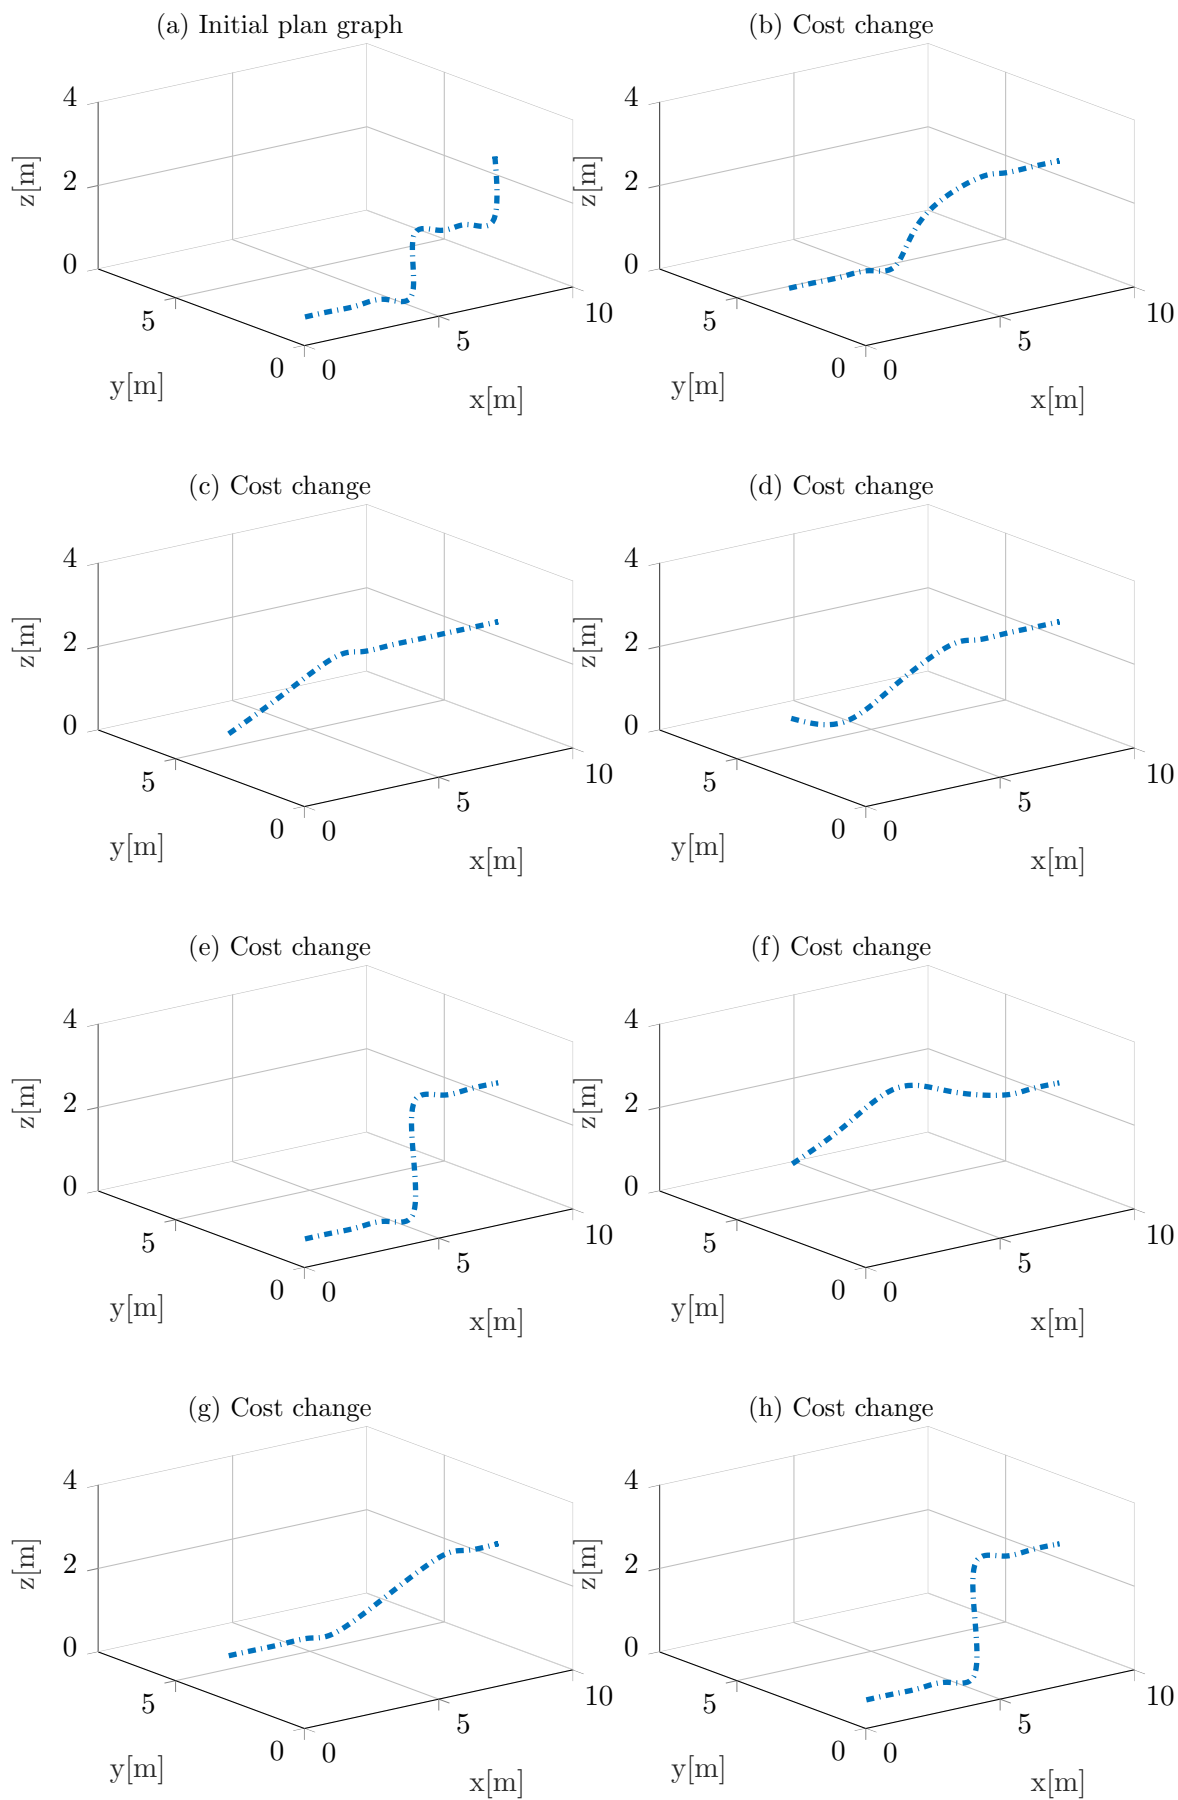 (a) Initial plan graph
4
2
0
z[m]
5
0
y[m]
0
5
10
x[m]
(b) Cost change
4
2
0
z[m]
5
0
y[m]
0
5
10
x[m]
(c) Cost change
4
2
0
z[m]
5
0
y[m]
0
5
10
x[m]
(d) Cost change
4
2
0
z[m]
5
0
y[m]
0
5
10
x[m]
(e) Cost change
4
2
0
z[m]
5
0
y[m]
0
5
10
x[m]
(f) Cost change
4
2
0
z[m]
5
0
y[m]
0
5
10
x[m]
(g) Cost change
4
2
0
z[m]
5
0
y[m]
0
5
10
x[m]
(h) Cost change
4
2
0
z[m]
5
0
y[m]
0
5
10
x[m]